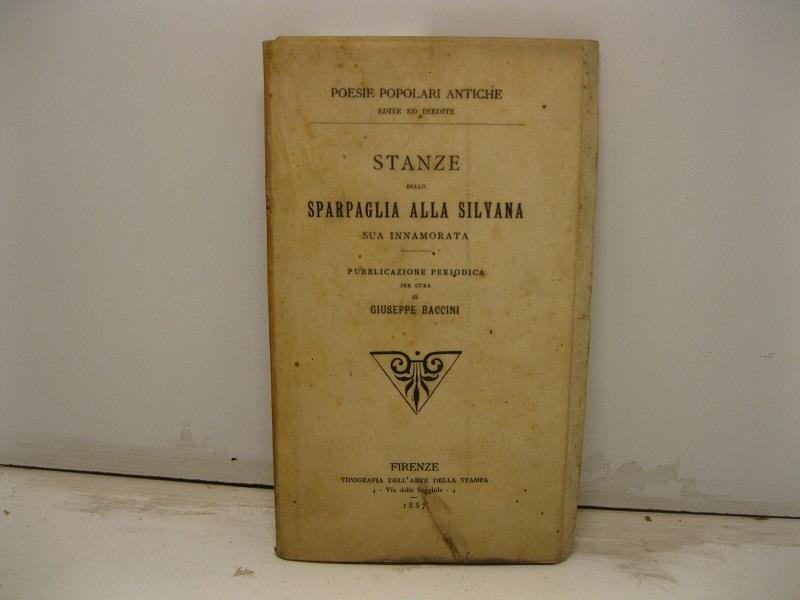 POESIE POPOLARI ANTICHE
EDITE ED INEDITE
STANZE
DELLO
SPARPAGLIA ALLA SILVANA
SUA INNAMORATA
PUBBLICAZIONE PERIODICA
PER CURA
di
GIUSEPPE BACCINI
FIRENZE
TIPOGRAFIA DELL'ARTE DELLA STAMPA
4 - Via delle Seggiole - 4
1887